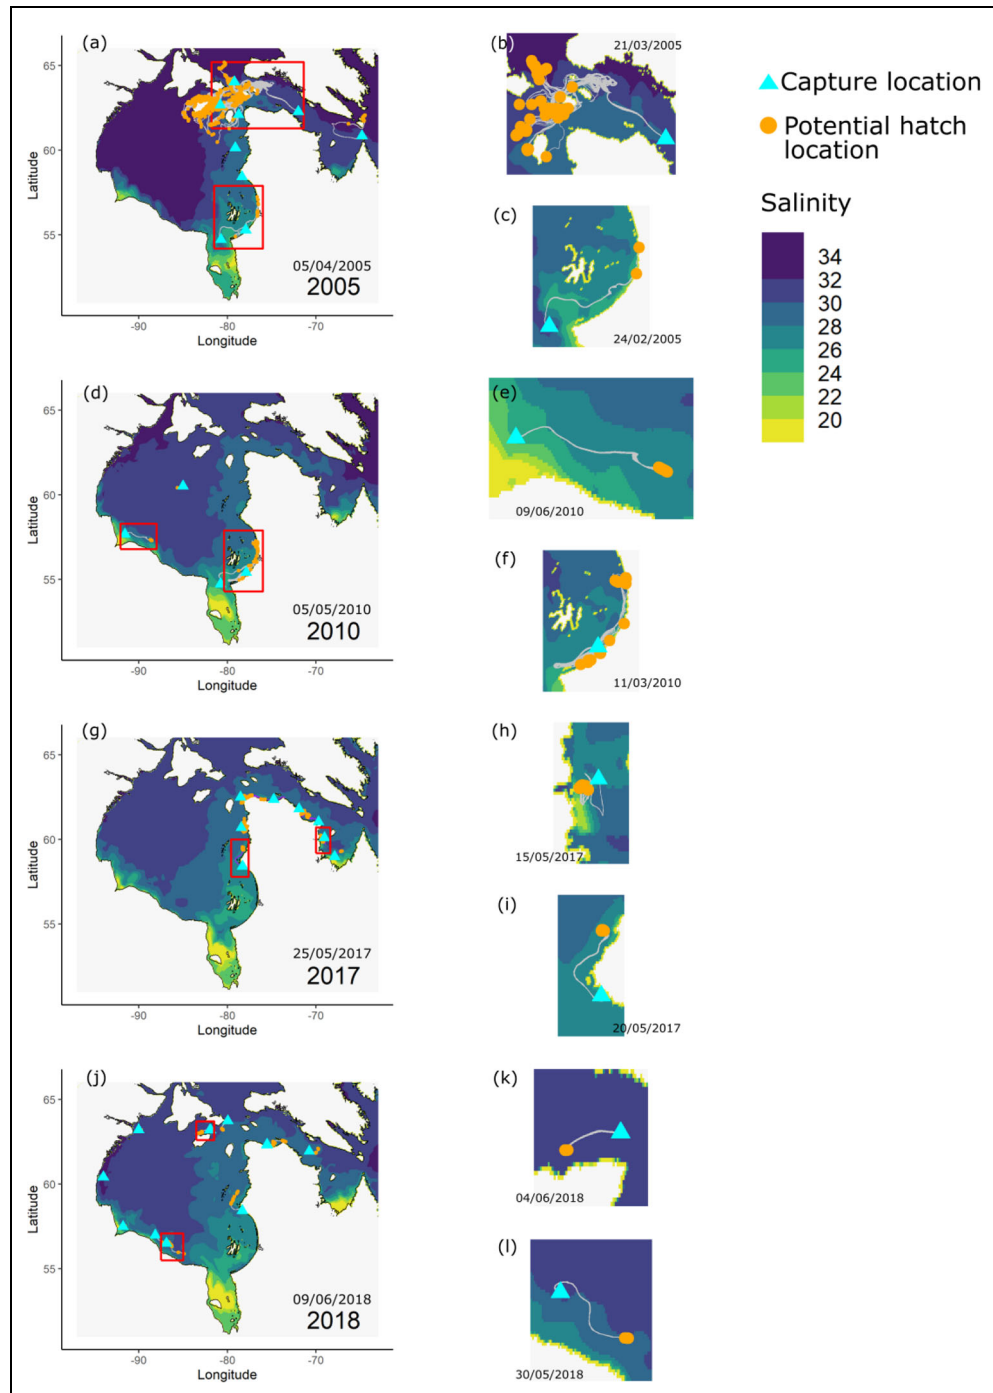 (a)
65
60
55
Latitude
05/04/2005
2005
-90
-80
-70
Longitude
(b)
21/03/2005
(c)
24/02/2005
Capture location
Potential hatch
location
Salinity
34
32
30
28
26
24
22
20
(d)
65
60
55
Latitude
05/05/2010
2010
-90
-80
-70
Longitude
(e)
09/06/2010
(f)
11/03/2010
(g)
65
60
55
Latitude
25/05/2017
2017
-90
-80
-70
Longitude
(h)
15/05/2017
(i)
20/05/2017
(j)
65
60
55
Latitude
09/06/2018
2018
-90
-80
-70
Longitude
(k)
04/06/2018
(l)
30/05/2018